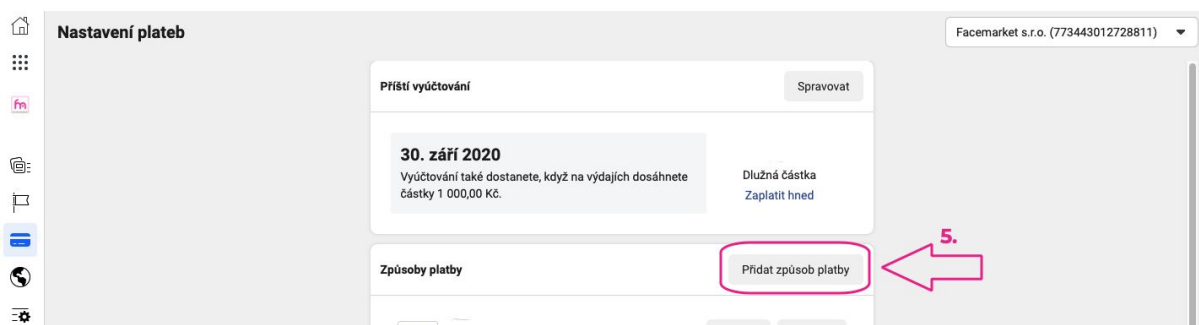 Nastavení plateb
Facemarket s.r.o. (773443012728811)
fm
Příští vyúčtování
Spravovat
30. září 2020
Vyúčtování také dostanete, když na výdajích dosáhnete
částky 1 000,00 Kč.
Dlužná částka
Zaplatit hned
5.
Způsoby platby
Přidat způsob platby